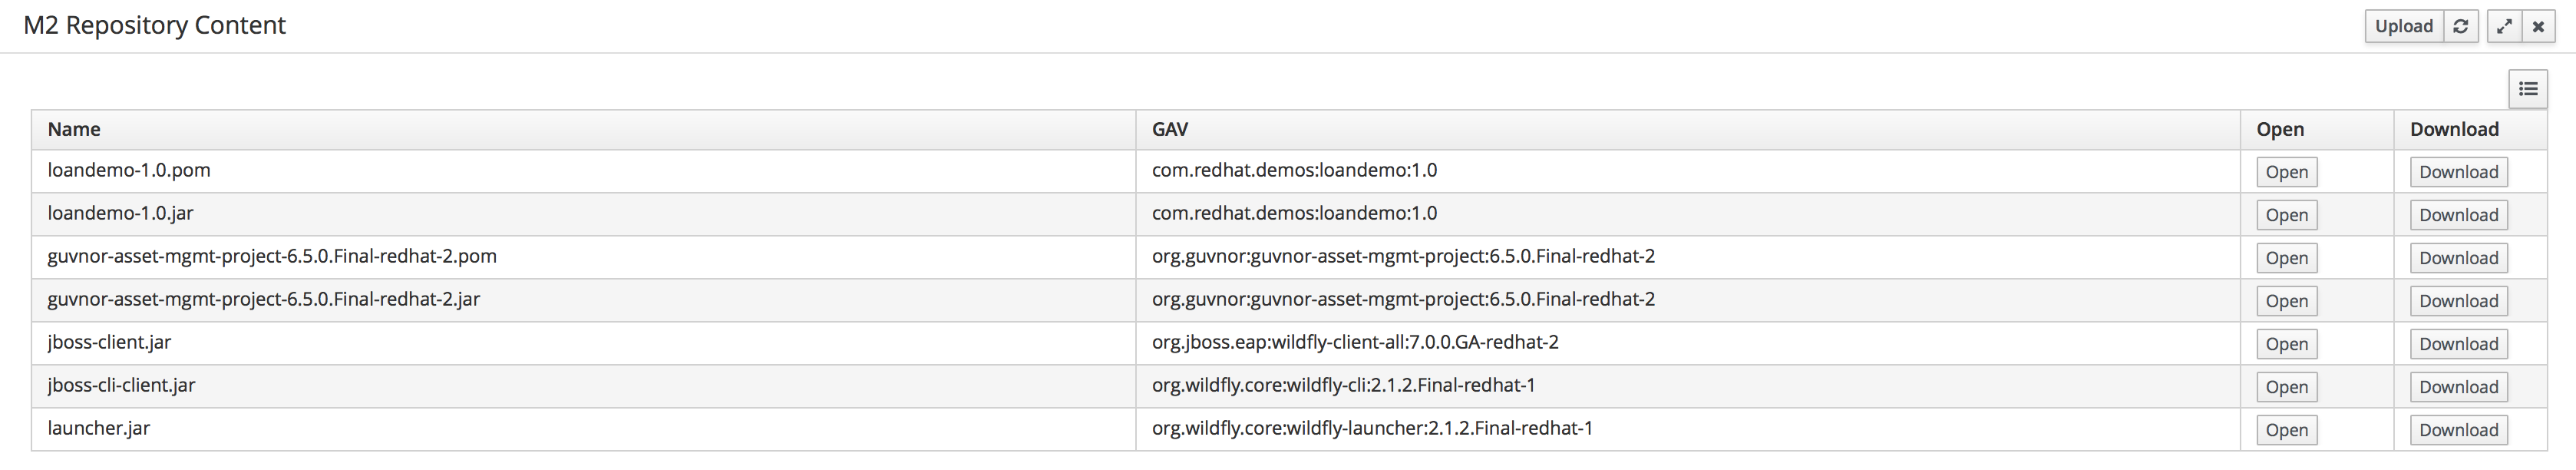 M2 Repository Content Upload
Name GAV Open Download
loandemo-1.0.pom com.redhat.demos:loandemo:1.0 Open Download
loandemo-1.0.jar com.redhat.demos:loandemo:1.0 Open Download
guvnor-asset-mgmt-project-6.5.0.Final-redhat-2.pom org.guvnor:guvnor-asset-mgmt-project:6.5.0.Final-redhat-2 Open Download
guvnor-asset-mgmt-project-6.5.0.Final-redhat-2.jar org.guvnor:guvnor-asset-mgmt-project:6.5.0.Final-redhat-2 Open Download
jboss-client.jar org.jboss.eap:wildfly-client-all:7.0.0.GA-redhat-2 Open Download
jboss-cli-client.jar org.wildfly.core:wildfly-cli:2.1.2.Final-redhat-1 Open Download
launcher.jar org.wildfly.core:wildfly-launcher:2.1.2.Final-redhat-1 Open Download